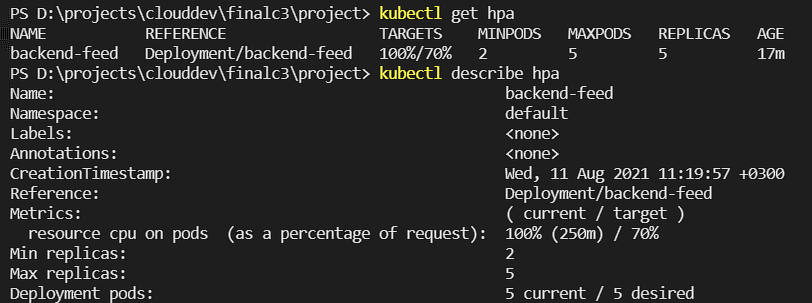 PS D:\projects\clouddev\finalc3\project> kubectl get hpa
NAME REFERENCE TARGETS MINPODS MAXPODS REPLICAS AGE
backend-feed Deployment/backend-feed 100%/70% 2 5 5 17m
PS D:\projects\clouddev\finalc3\project> kubectl describe hpa
Name: backend-feed
Namespace: default
Labels: <none>
Annotations: <none>
CreationTimestamp: Wed, 11 Aug 2021 11:19:57 +0300
Reference: Deployment/backend-feed
Metrics: ( current / target )
resource cpu on pods (as a percentage of request): 100% (250m) / 70%
Min replicas: 2
Max replicas: 5
Deployment pods: 5 current / 5 desired